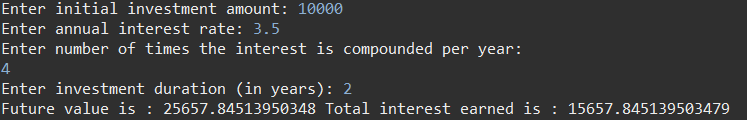 Enter initial investment amount: 10000
Enter annual interest rate: 3.5
Enter number of times the interest is compounded per year:
4
Enter investment duration (in years): 2
Future value is : 25657.84513950348 Total interest earned is : 15657.845139503479